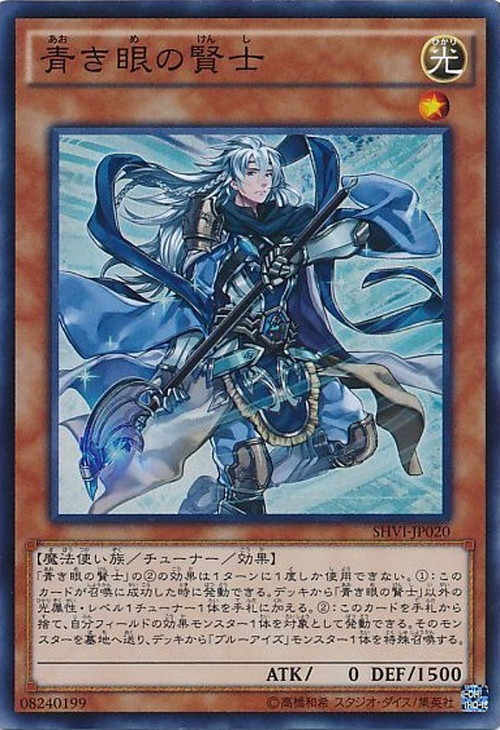 青き眼の賢士
光
SHVI-JP020
【魔法使い族／チューナー／効果】
「青き眼の賢士」の②の効果は1ターンに1度しか使用できない。①：この
カードが召喚に成功した時に発動できる。デッキから「青き眼の賢士」以外の
光属性・レベル1チューナー1体を手札に加える。②：このカードを手札から
捨て、自分フィールドの効果モンスター1体を対象として発動できる。そのモ
ンスターを墓地へ送り、デッキから「ブルーアイズ」モンスター1体を特殊召喚する。
ATK/ 0 DEF/1500
08240199
©高橋和希 スタジオ・ダイス/集英社